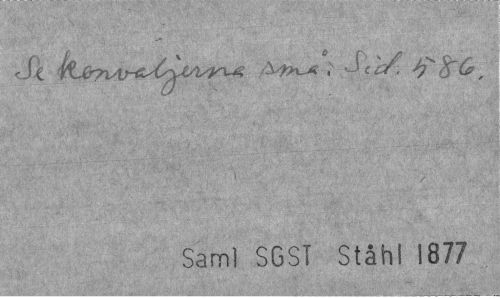 Se konvaljerna små: Sid. 586.
Saml SGST Ståhl 1877